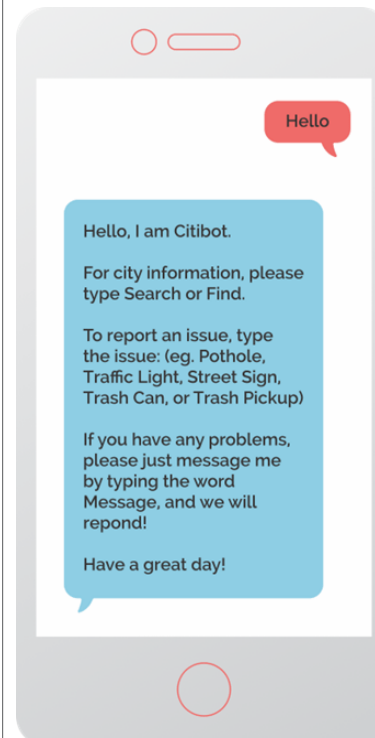 Hello
Hello, I am Citibot.
For city information, please
type Search or Find.
To report an issue, type
the issue: (eg. Pothole,
Traffic Light, Street Sign,
Trash Can, or Trash Pickup)
If you have any problems,
please just message me
by typing the word
Message, and we will
repond!
Have a great day!